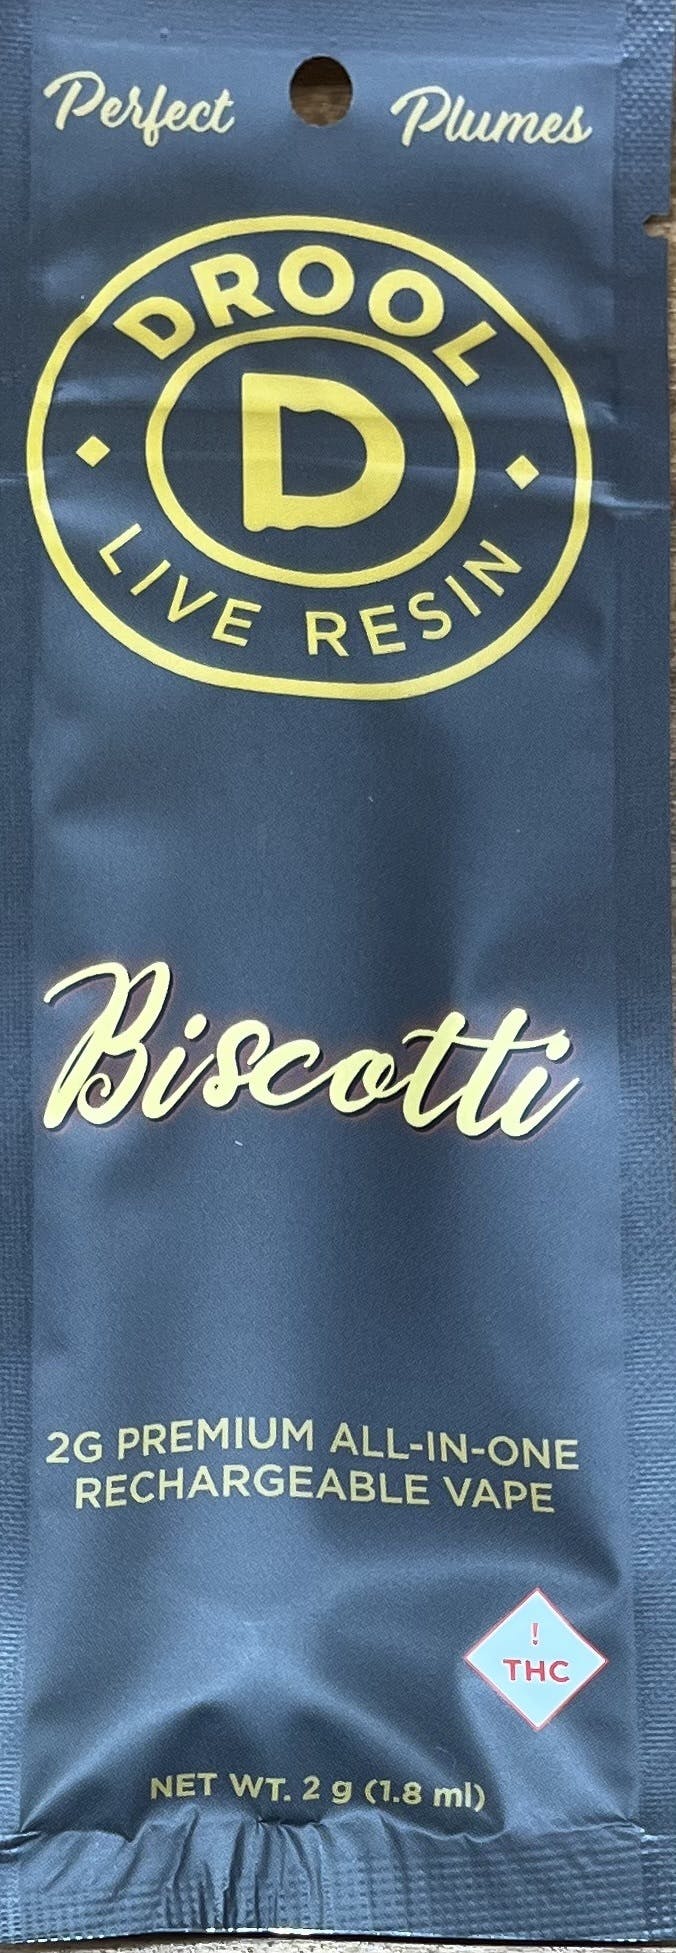 Perfect Plumes
DROOL
D
LIVE RESIN
Biscotti
2G PREMIUM ALL-IN-ONE
RECHARGEABLE VAPE
!
THC
NET WT. 2 g (1.8 ml)